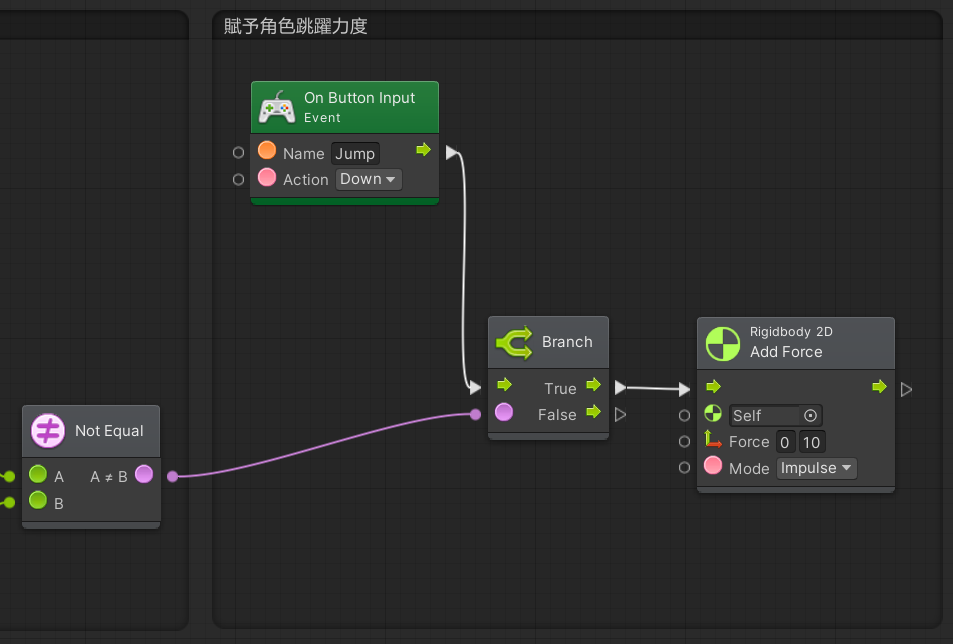 賦予角色跳躍力度
On Button Input
Event
Name Jump
Action Down
Branch
True
False
Rigidbody 2D
Add Force
Self
Force 0 10
Mode Impulse
Not Equal
A A ≠ B
B